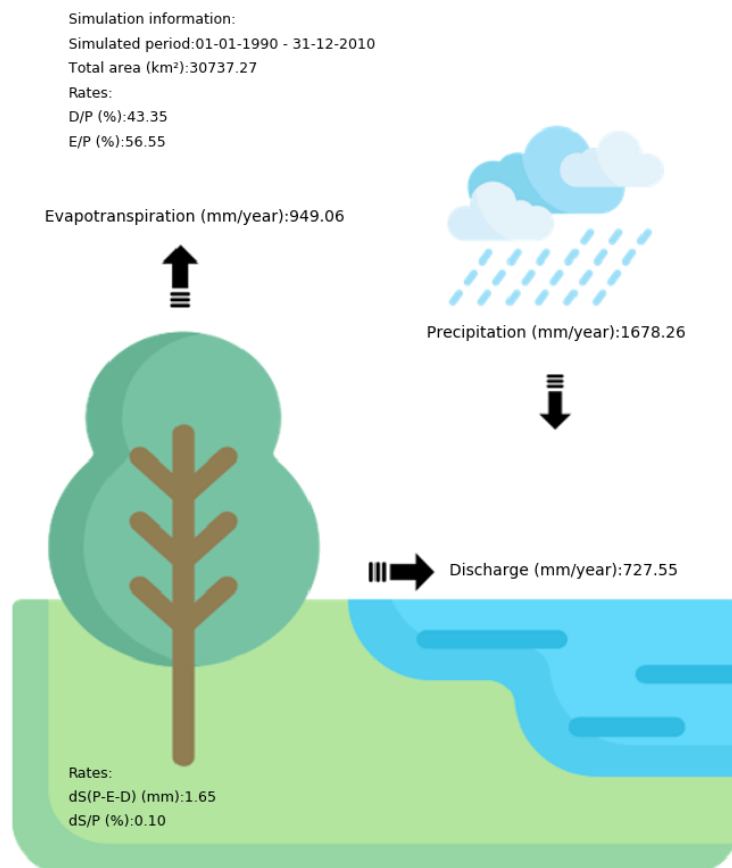 Simulation information:
Simulated period:01-01-1990 - 31-12-2010
Total area (km²):30737.27
Rates:
D/P (%):43.35
E/P (%):56.55
Evapotranspiration (mm/year):949.06
Precipitation (mm/year):1678.26
Discharge (mm/year):727.55
Rates:
dS(P-E-D) (mm):1.65
dS/P (%):0.10